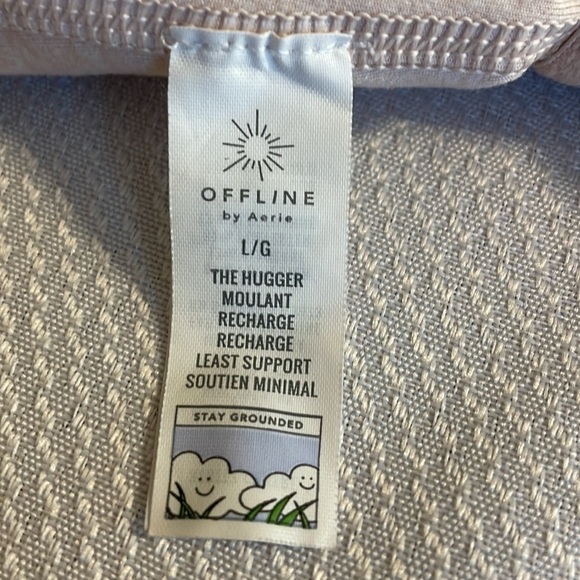 OFFLINE
by Aerie
L/G
THE HUGGER
MOULANT
RECHARGE
RECHARGE
LEAST SUPPORT
SOUTIEN MINIMAL
STAY GROUNDED